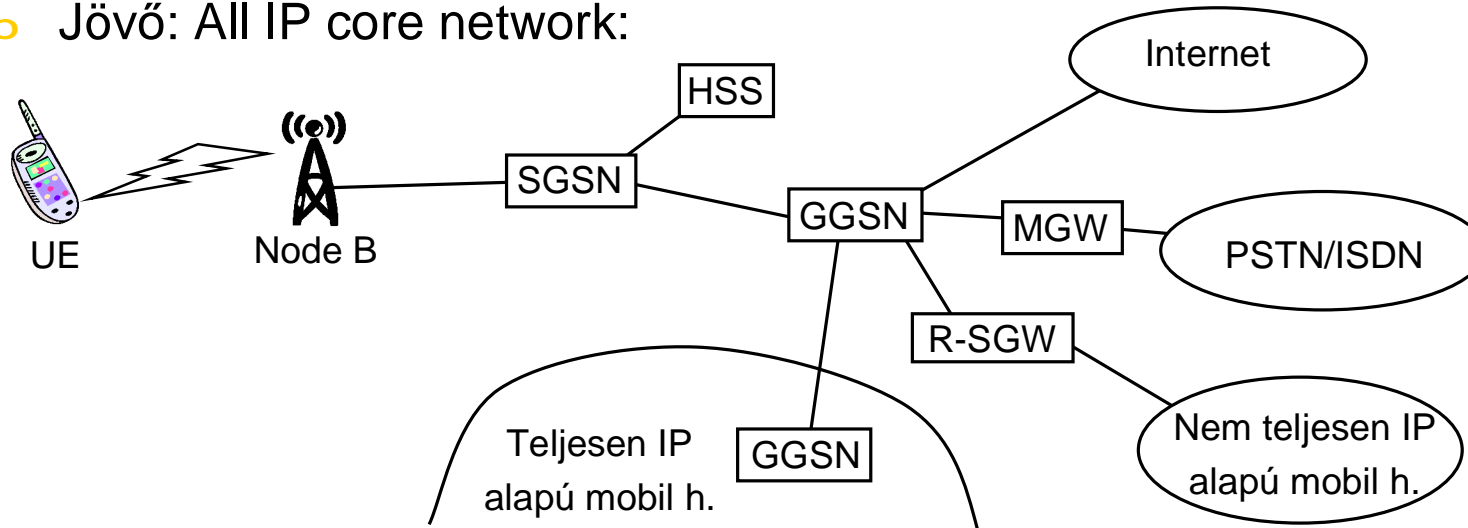 Jövő: All IP core network:
Internet
HSS
SGSN
GGSN
MGW
PSTN/ISDN
UE
Node B
R-SGW
Teljesen IP
alapú mobil h.
GGSN
Nem teljesen IP
alapú mobil h.